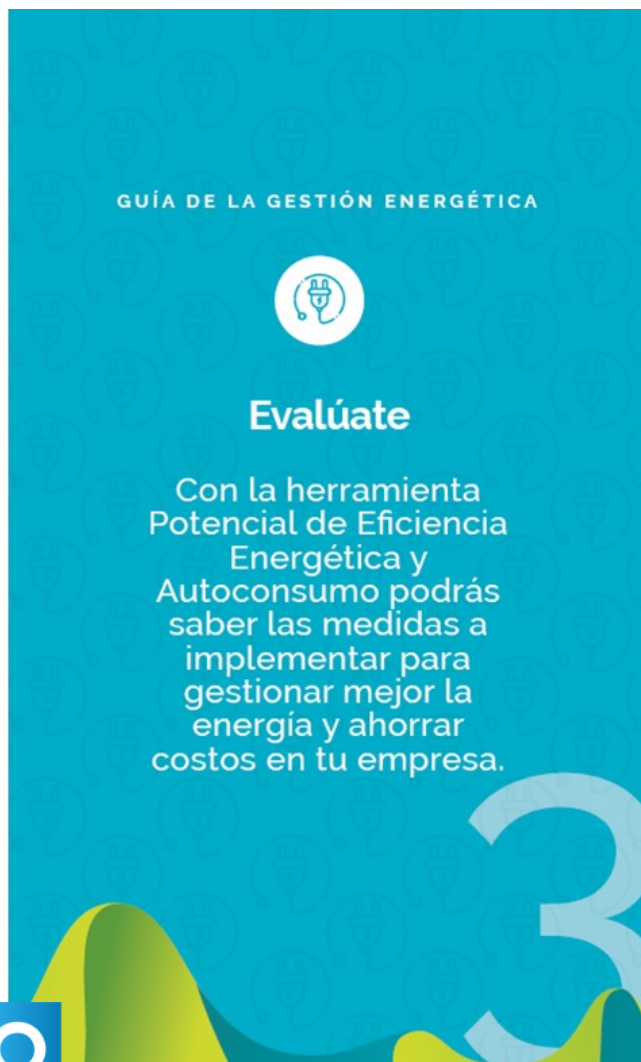 GUÍA DE LA GESTIÓN ENERGÉTICA
Evalúate
Con la herramienta
Potencial de Eficiencia
Energética y
Autoconsumo podrás
saber las medidas a
implementar para
gestionar mejor la
energía y ahorrar
costos en tu empresa.
3